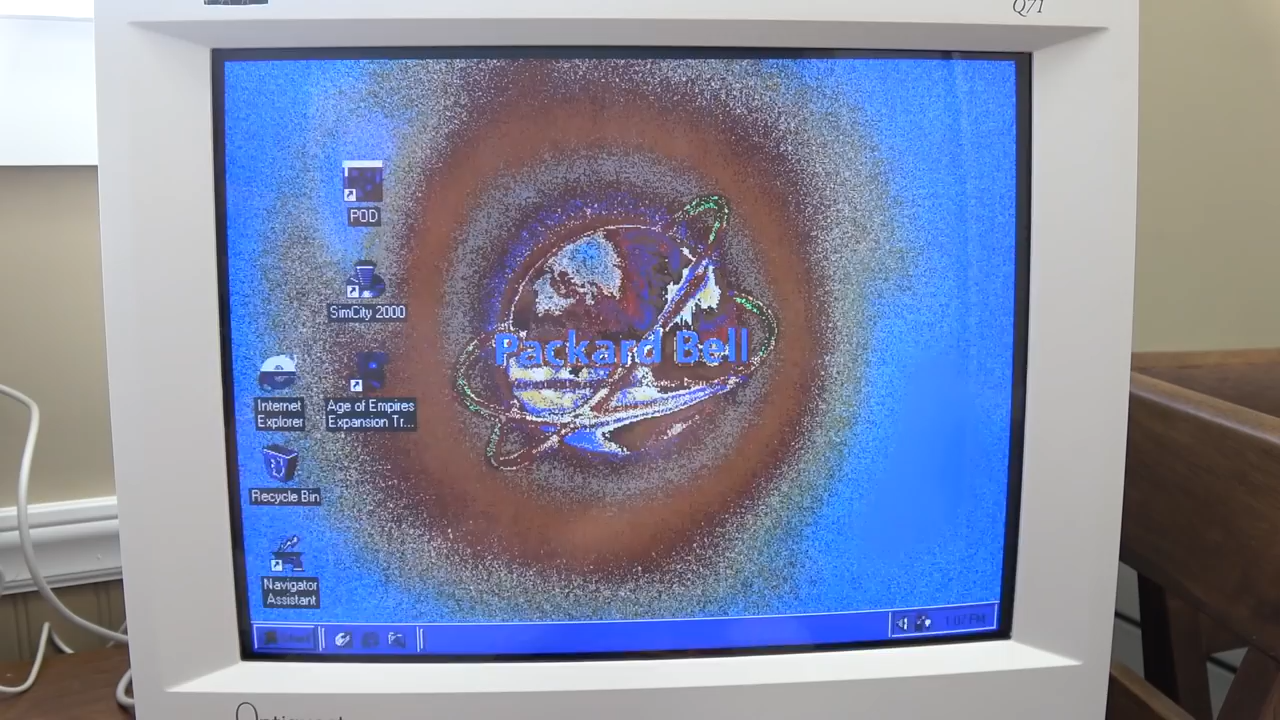 Q71
POD
SimCity 2000
Packard Bell
Internet
Explorer
Age of Empires
Expansion Tr...
Recycle Bin
Navigator
Assistant
Start
1:07 PM